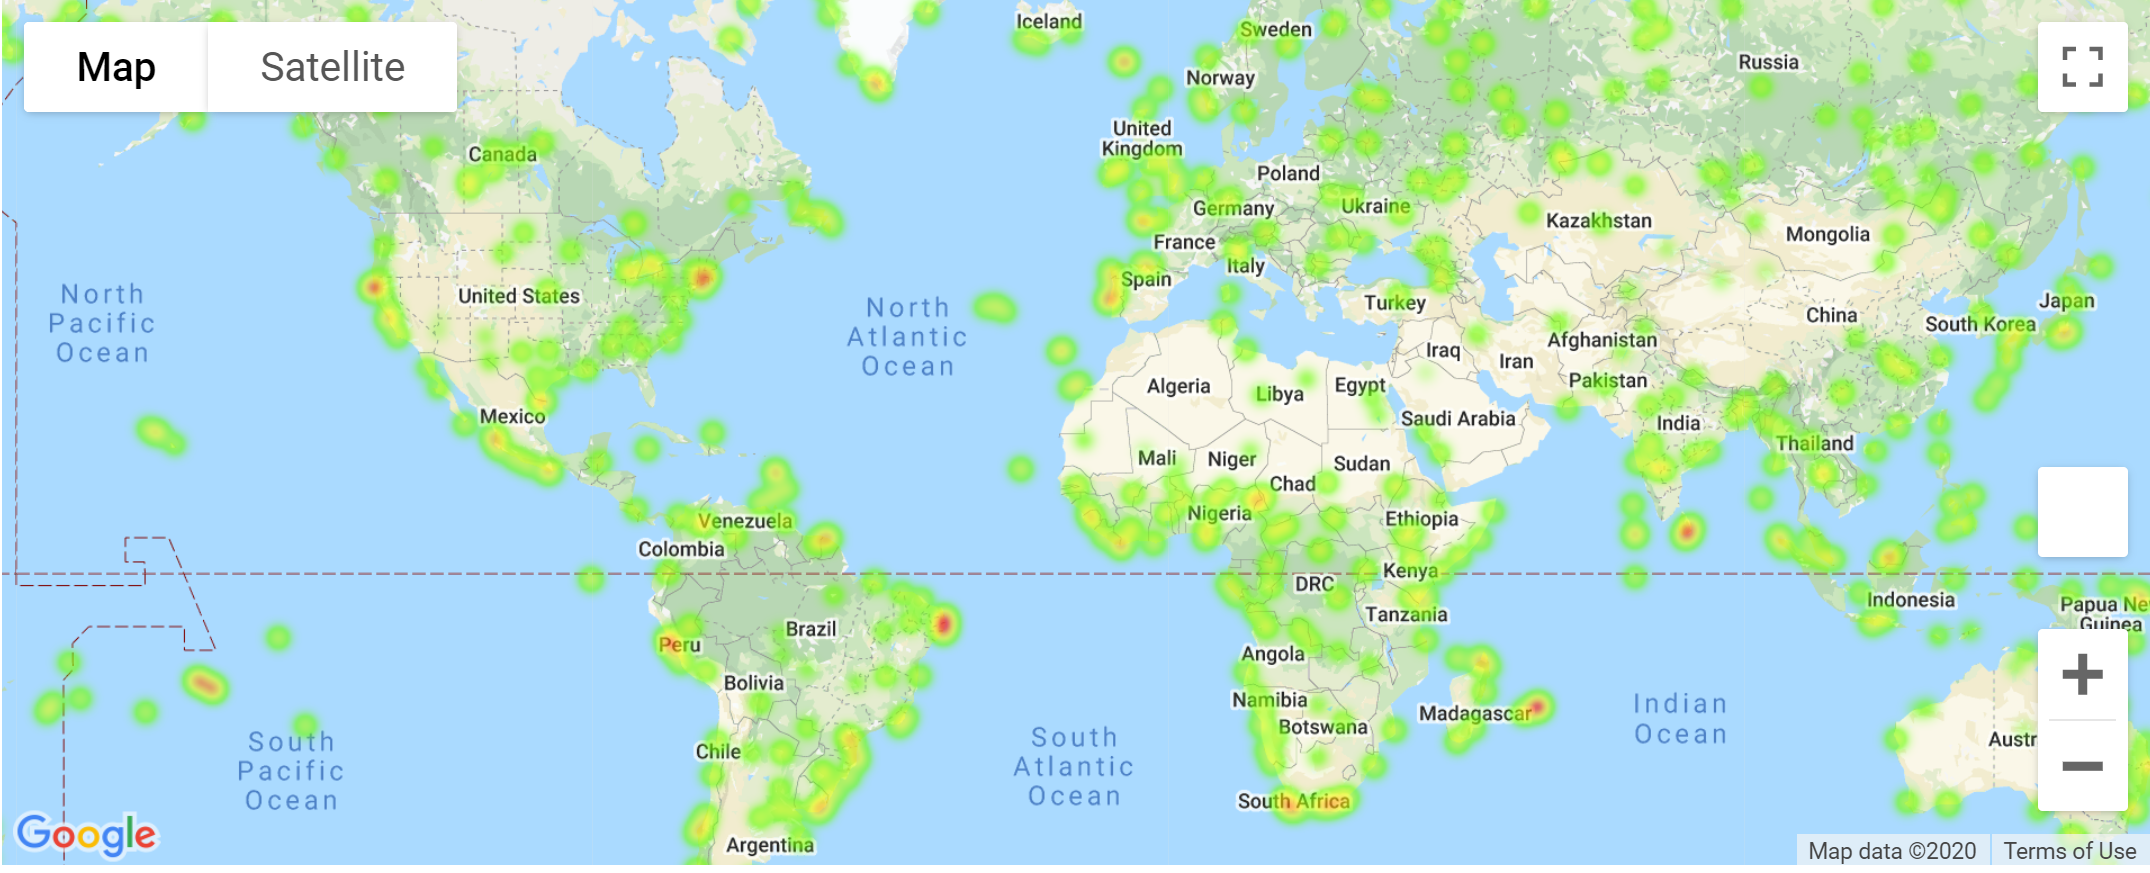 Iceland
Sweden
Map
Satellite
Russia
Norway
United
Kingdom
Canada
Poland
Germany
Ukraine
Kazakhstan
Mongolia
France
Italy
Spain
North
Pacific
Ocean
United States
North
Atlantic
Ocean
Turkey
China
Japan
South Korea
Iraq
Iran
Afghanistan
Pakistan
Algeria
Libya
Egypt
Mexico
Saudi Arabia
India
Thailand
Mali
Niger
Sudan
Chad
Nigeria
Ethiopia
Venezuela
Colombia
Kenya
DRC
Indonesia
Papua Ne
Guinea
Tanzania
Brazil
Peru
Angola
Bolivia
Namibia
Madagascar
Botswana
Indian
Ocean
Chile
South
Pacific
Ocean
South
Atlantic
Ocean
Austr
South Africa
Google
Argentina
Map data ©2020
Terms of Use